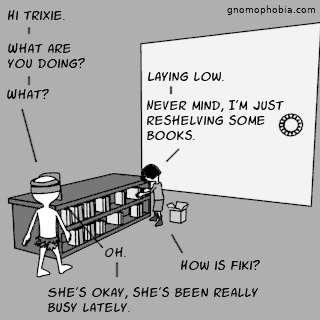 gnomophobia.com
HI TRIXIE.
WHAT ARE
YOU DOING?
LAYING LOW.
WHAT?
NEVER MIND, I'M JUST
RESHELVING SOME
BOOKS.
OH.
HOW IS FIKI?
SHE'S OKAY, SHE'S BEEN REALLY
BUSY LATELY.